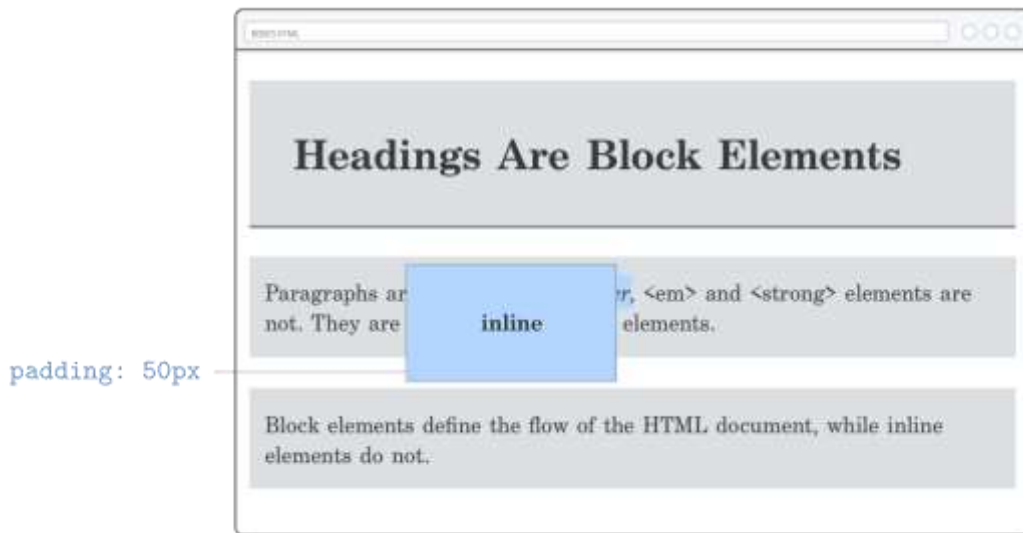 Headings Are Block Elements
Paragraphs ar r, <em> and <strong> elements are
not. They are inline elements.
padding: 50px
Block elements define the flow of the HTML document, while inline
elements do not.